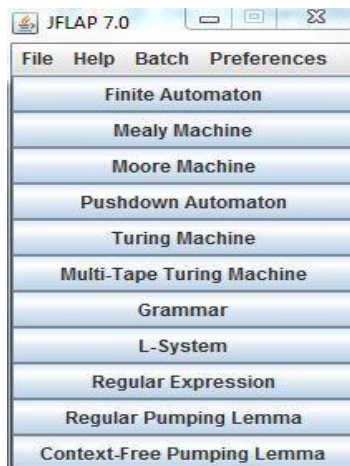 JFLAP 7.0
File Help Batch Preferences
Finite Automaton
Mealy Machine
Moore Machine
Pushdown Automaton
Turing Machine
Multi-Tape Turing Machine
Grammar
L-System
Regular Expression
Regular Pumping Lemma
Context-Free Pumping Lemma